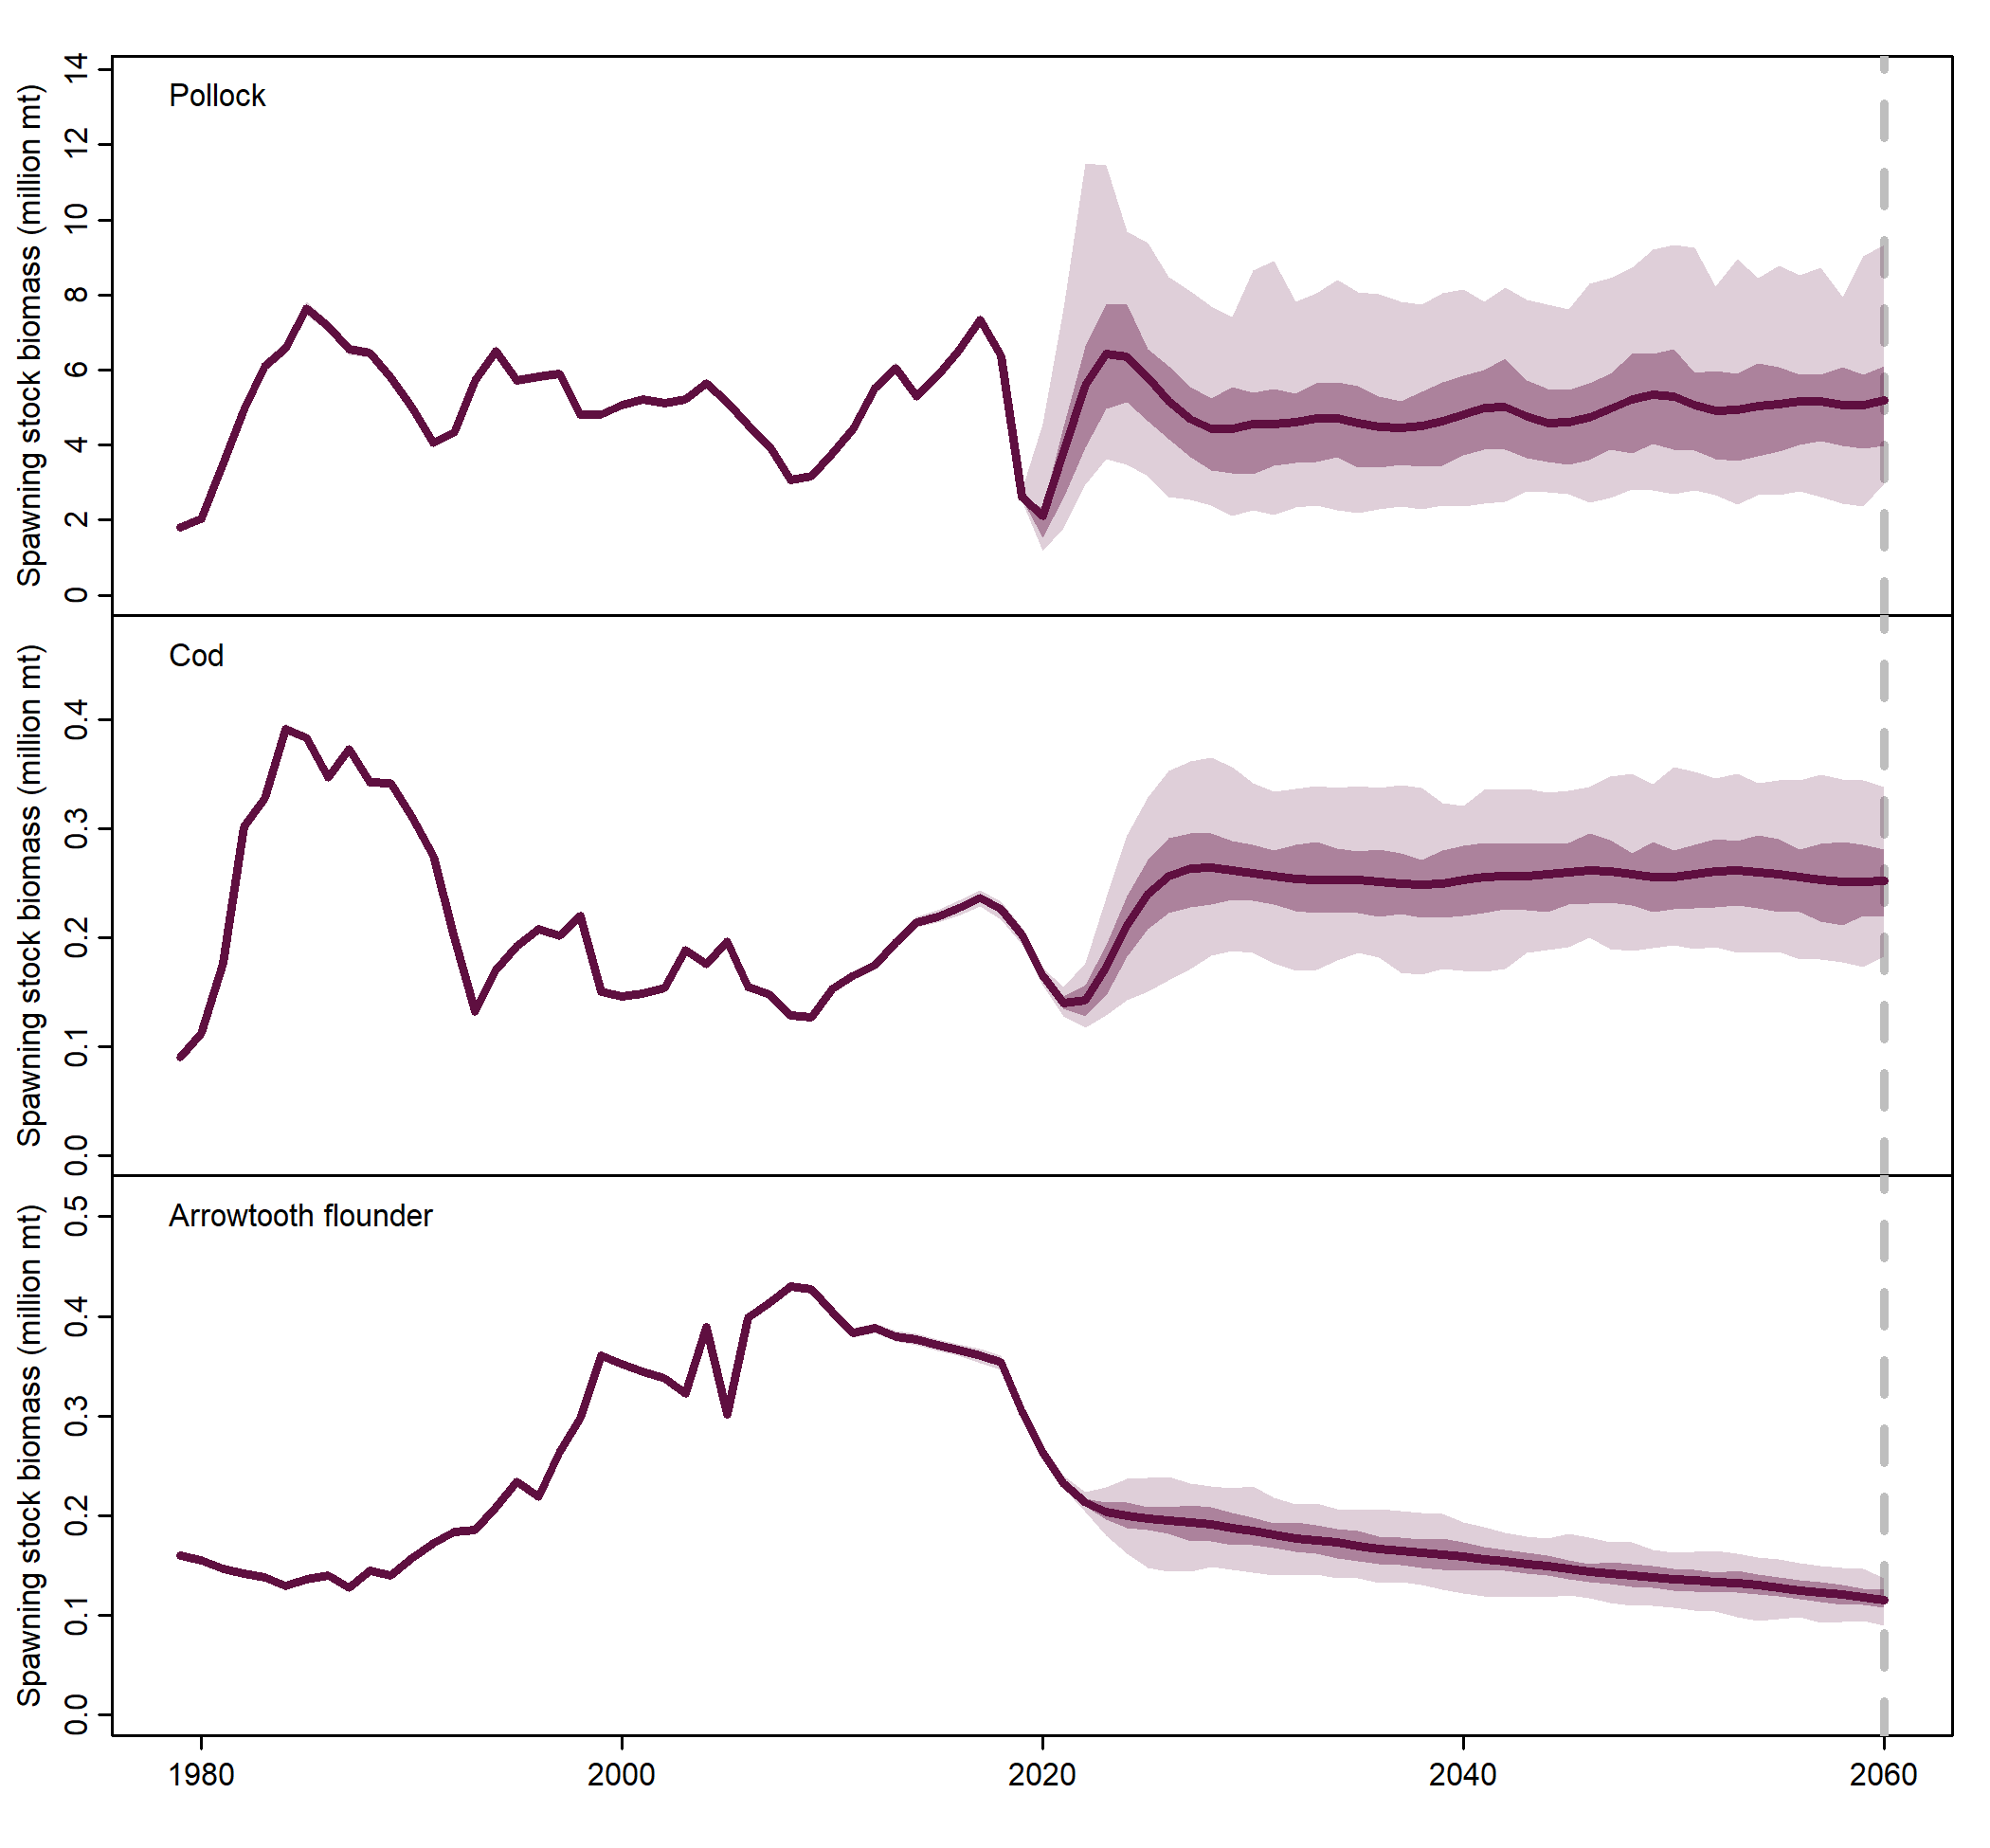 Pollock
Spawning stock biomass (million mt)
14
12
10
8
6
4
2
0
Cod
Spawning stock biomass (million mt)
0.4
0.3
0.2
0.1
0.0
Arrowtooth flounder
Spawning stock biomass (million mt)
0.5
0.4
0.3
0.2
0.1
0.0
1980 2000 2020 2040 2060